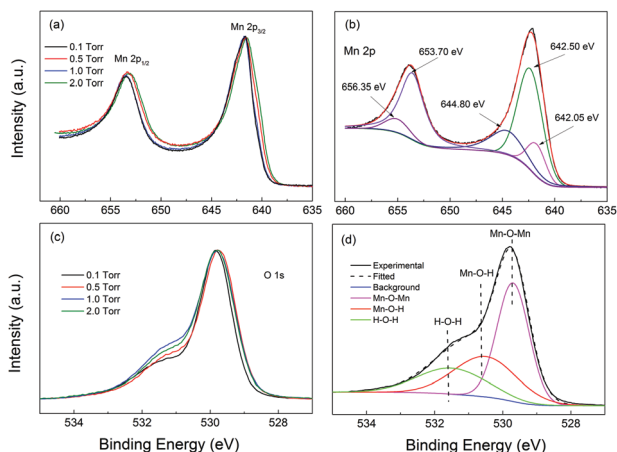 (a)
Mn 2p3/2
0.1 Torr
0.5 Torr
1.0 Torr
2.0 Torr
Mn 2p1/2
Intensity (a.u.)
660 655 650 645 640 635
(b)
Mn 2p
653.70 eV
642.50 eV
656.35 eV
644.80 eV
642.05 eV
660 655 650 645 640 635
(c)
0.1 Torr
0.5 Torr
1.0 Torr
2.0 Torr
O 1s
Intensity (a.u.)
534 532 530 528
Binding Energy (eV)
(d)
Mn-O-Mn
Experimental
Fitted
Background
Mn-O-Mn
Mn-O-H
H-O-H
Mn-O-H
H-O-H
534 532 530 528
Binding Energy (eV)